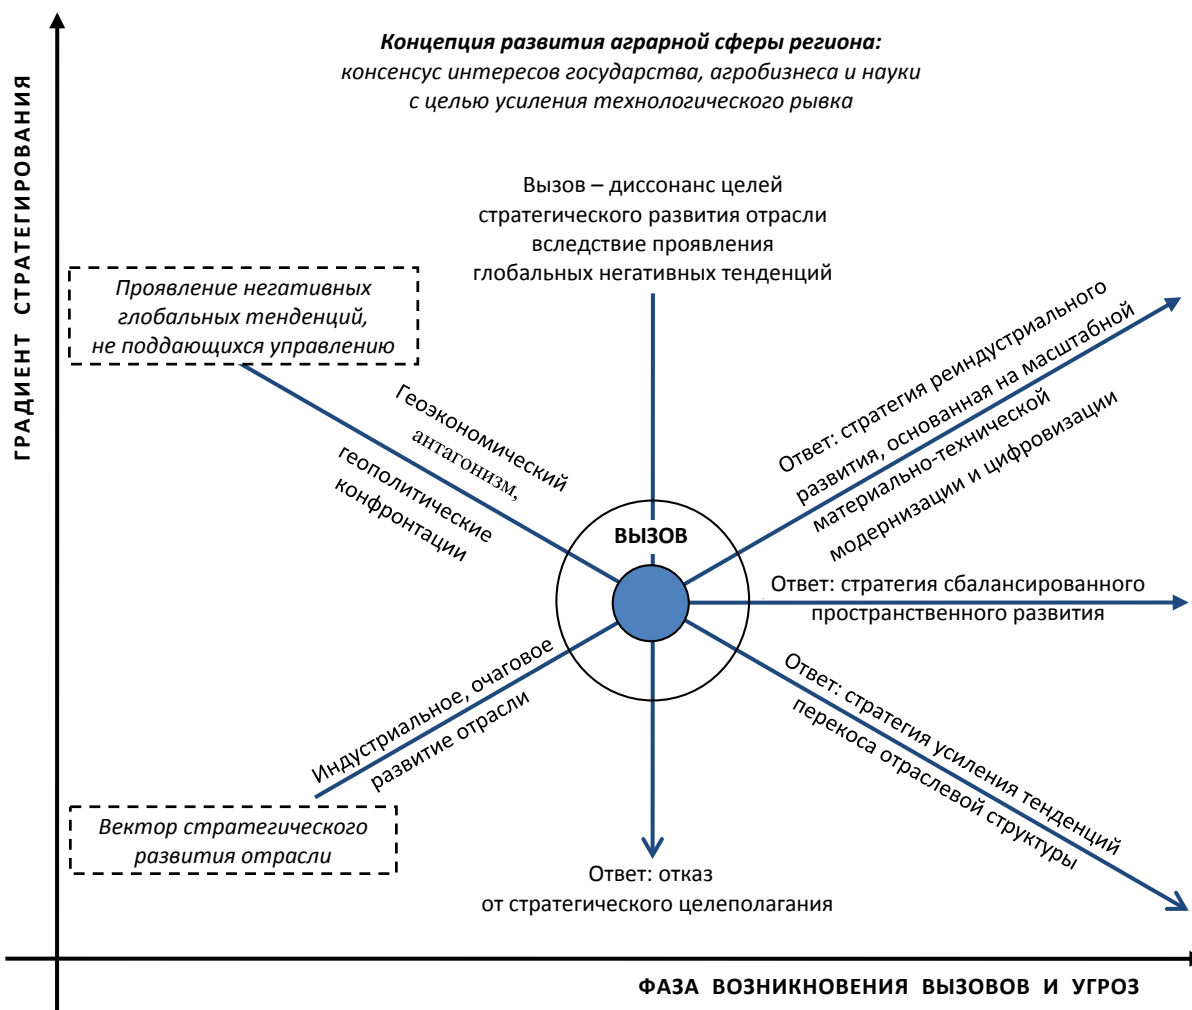 Концепция развития аграрной сферы региона:
консенсус интересов государства, агробизнеса и науки
с целью усиления технологического рывка
ГРАДИЕНТ СТРАТЕГИРОВАНИЯ
Вызов – диссонанс целей
стратегического развития отрасли
вследствие проявления
глобальных негативных тенденций
Проявление негативных
глобальных тенденций,
не поддающихся управлению
Геоэкономический
антагонизм,
геополитические
конфронтации
Ответ: стратегия реиндустриального
развития, основанная на масштабной
материально-технической
модернизации и цифровизации
ВЫЗОВ
Ответ: стратегия сбалансированного
пространственного развития
Индустриальное, очаговое
развитие отрасли
Ответ: стратегия усиления тенденций
перекоса отраслевой структуры
Вектор стратегического
развития отрасли
Ответ: отказ
от стратегического целеполагания
ФАЗА ВОЗНИКНОВЕНИЯ ВЫЗОВОВ И УГРОЗ